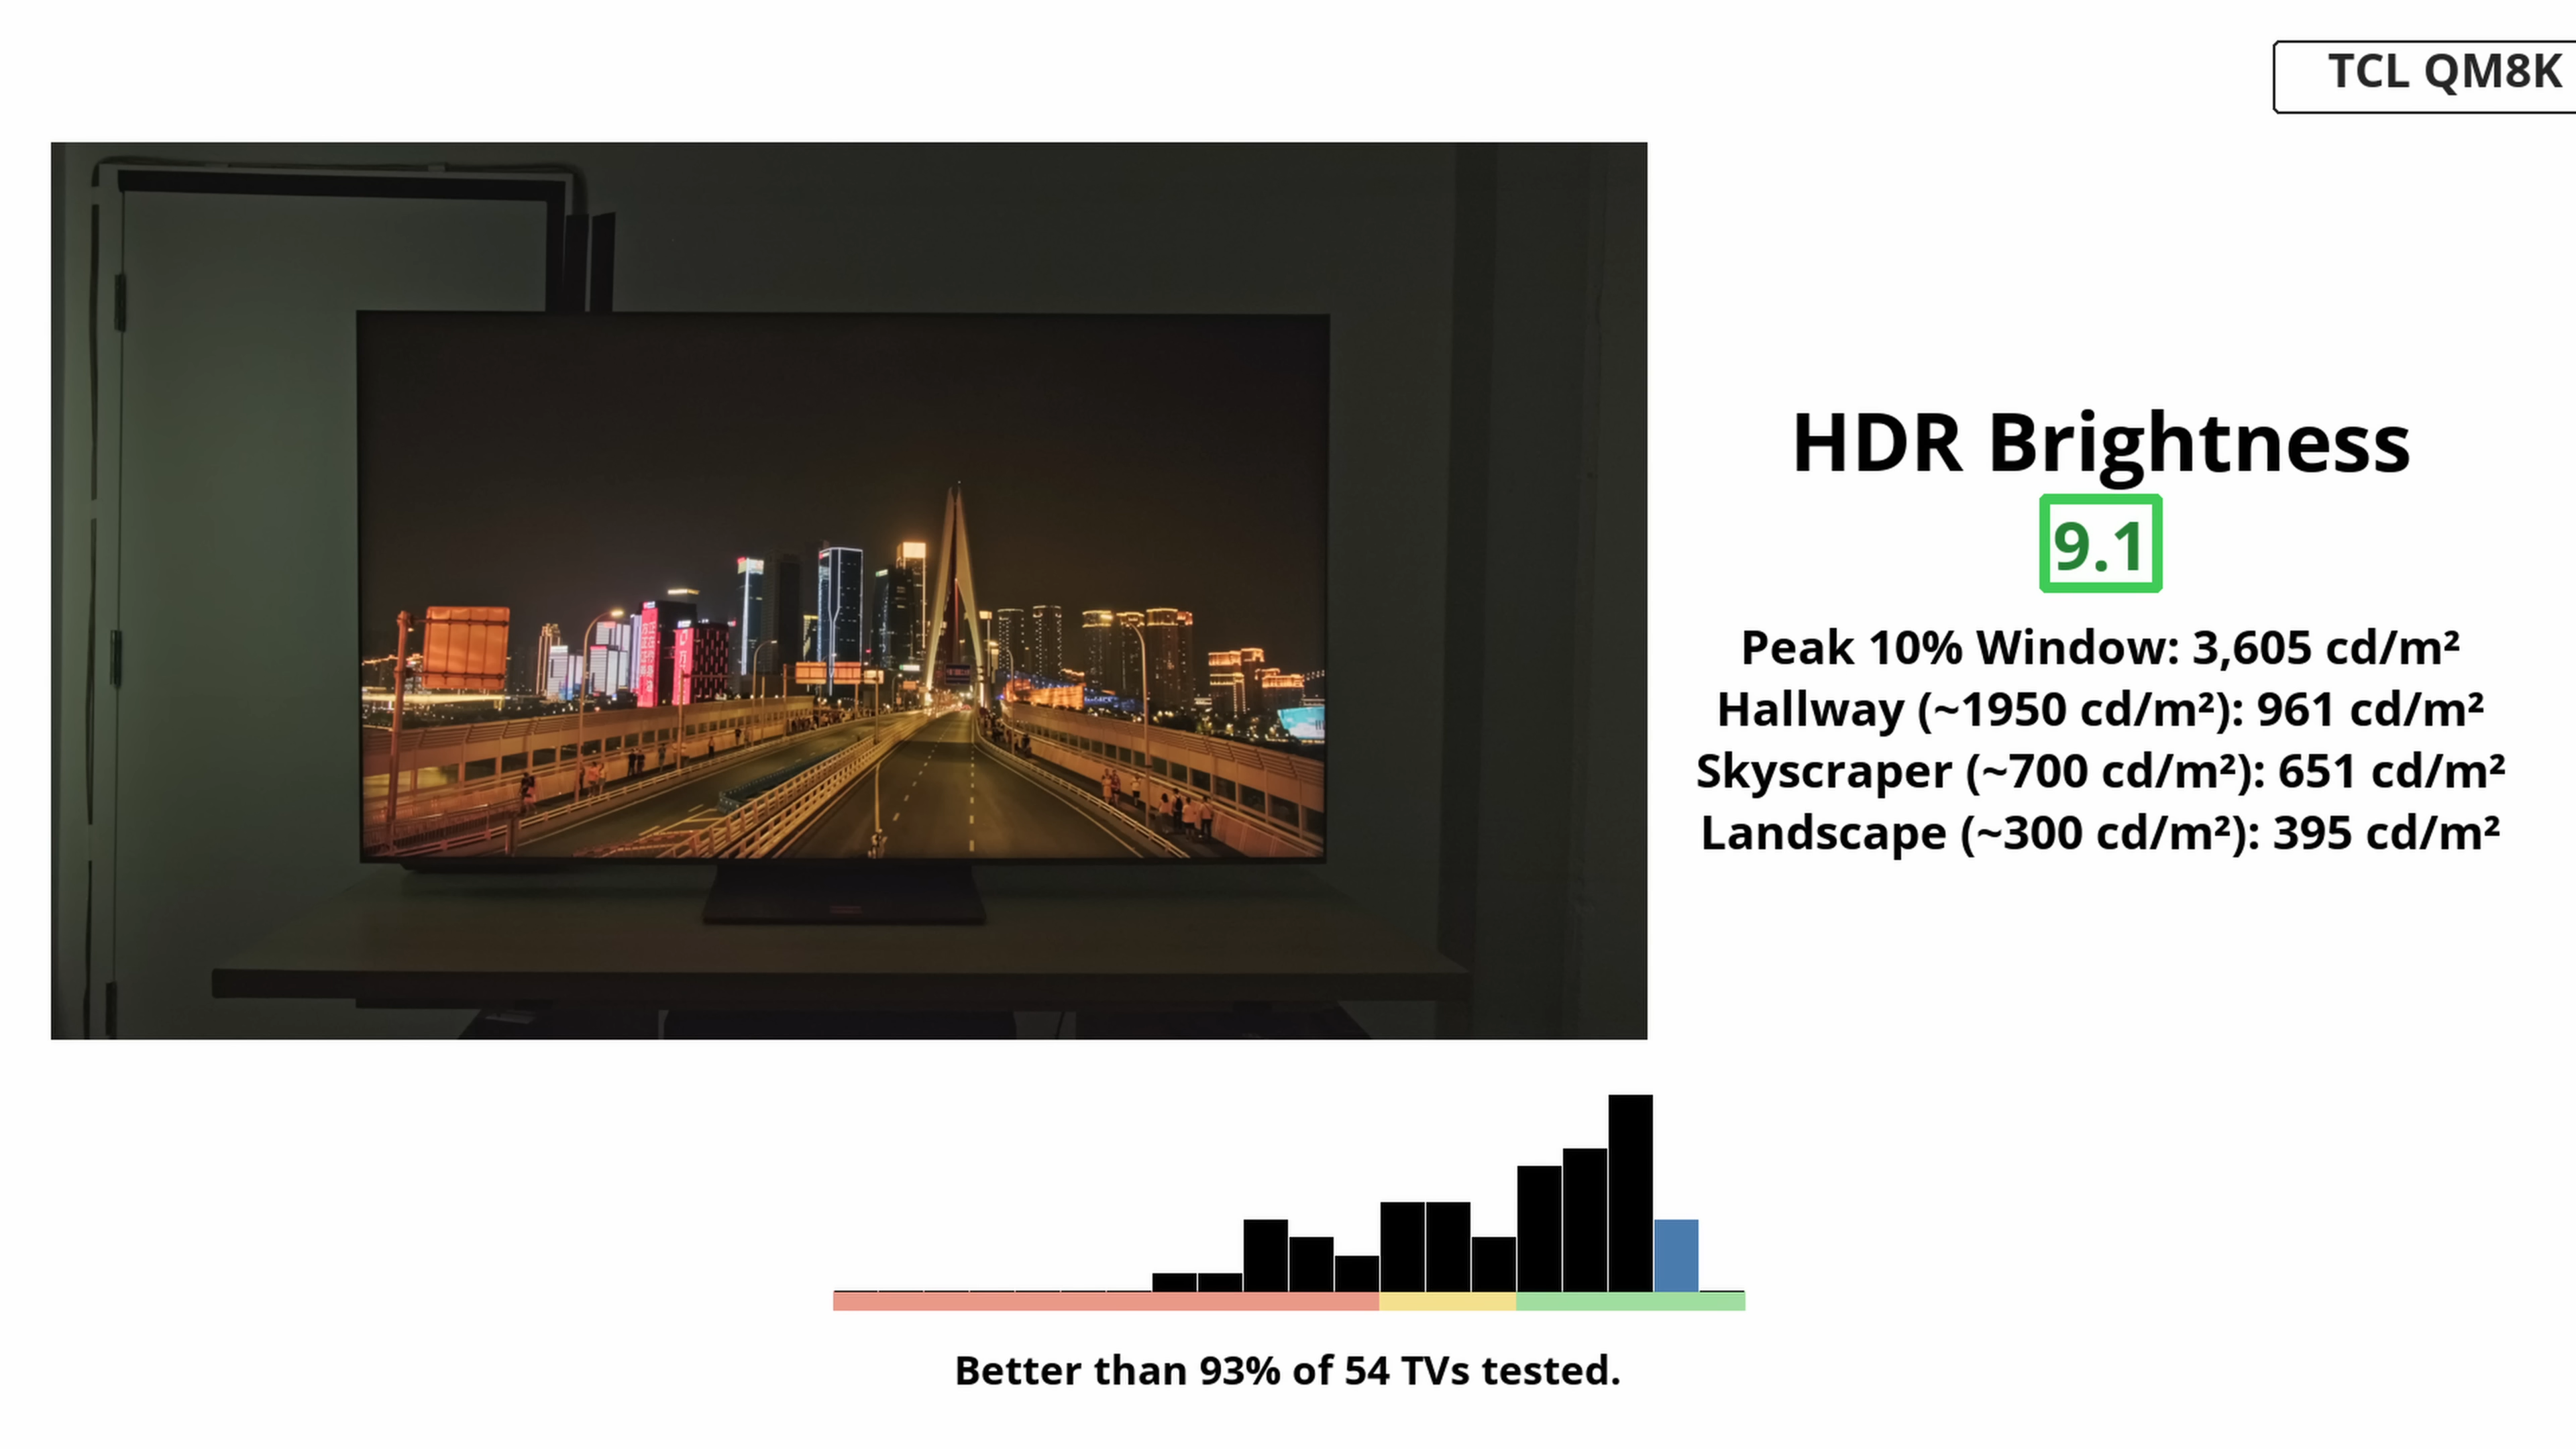 TCL QM8K
HDR Brightness
9.1
Peak 10% Window: 3,605 cd/m²
Hallway (~1950 cd/m²): 961 cd/m²
Skyscraper (~700 cd/m²): 651 cd/m²
Landscape (~300 cd/m²): 395 cd/m²
Better than 93% of 54 TVs tested.